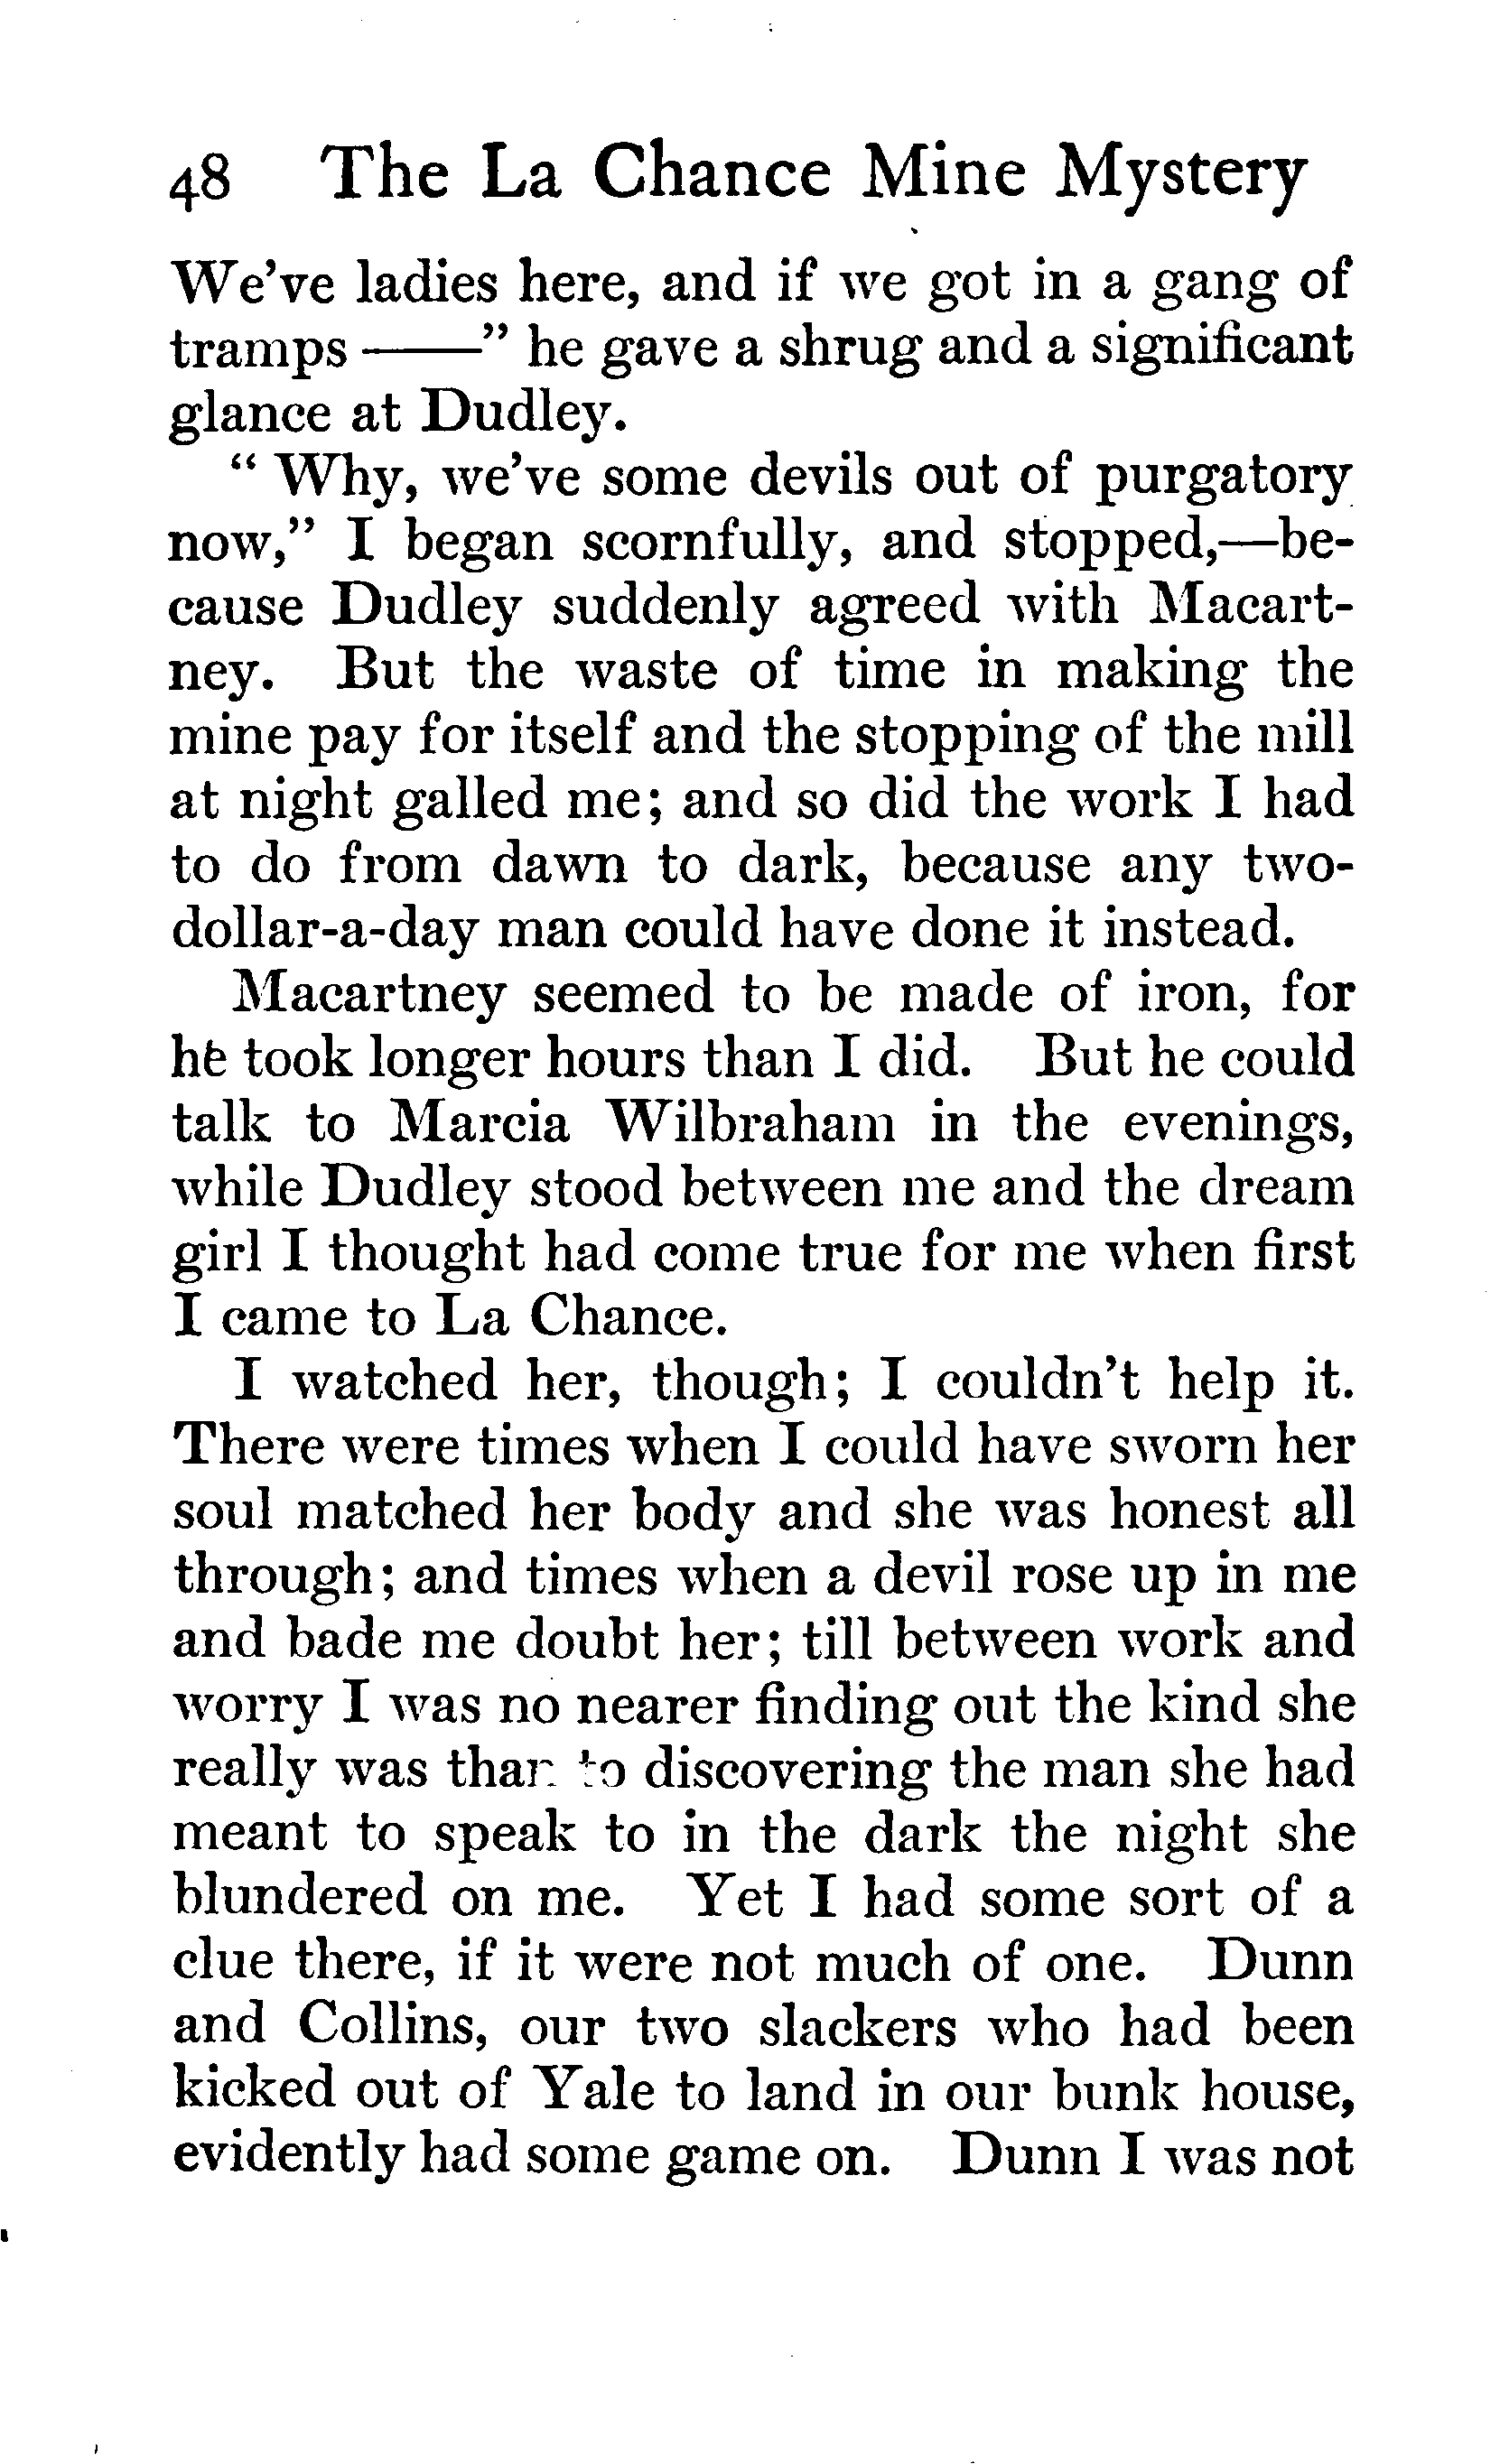 48 The La Chance Mine Mystery
We've ladies here, and if we got in a gang of
tramps ——" he gave a shrug and a significant
glance at Dudley.
" Why, we've some devils out of purgatory
now," I began scornfully, and stopped,—be-
cause Dudley suddenly agreed with Macart-
ney. But the waste of time in making the
mine pay for itself and the stopping of the mill
at night galled me; and so did the work I had
to do from dawn to dark, because any two-
dollar-a-day man could have done it instead.
Macartney seemed to be made of iron, for
he took longer hours than I did. But he could
talk to Marcia Wilbraham in the evenings,
while Dudley stood between me and the dream
girl I thought had come true for me when first
I came to La Chance.
I watched her, though; I couldn't help it.
There were times when I could have sworn her
soul matched her body and she was honest all
through; and times when a devil rose up in me
and bade me doubt her; till between work and
worry I was no nearer finding out the kind she
really was than to discovering the man she had
meant to speak to in the dark the night she
blundered on me. Yet I had some sort of a
clue there, if it were not much of one. Dunn
and Collins, our two slackers who had been
kicked out of Yale to land in our bunk house,
evidently had some game on. Dunn I was not